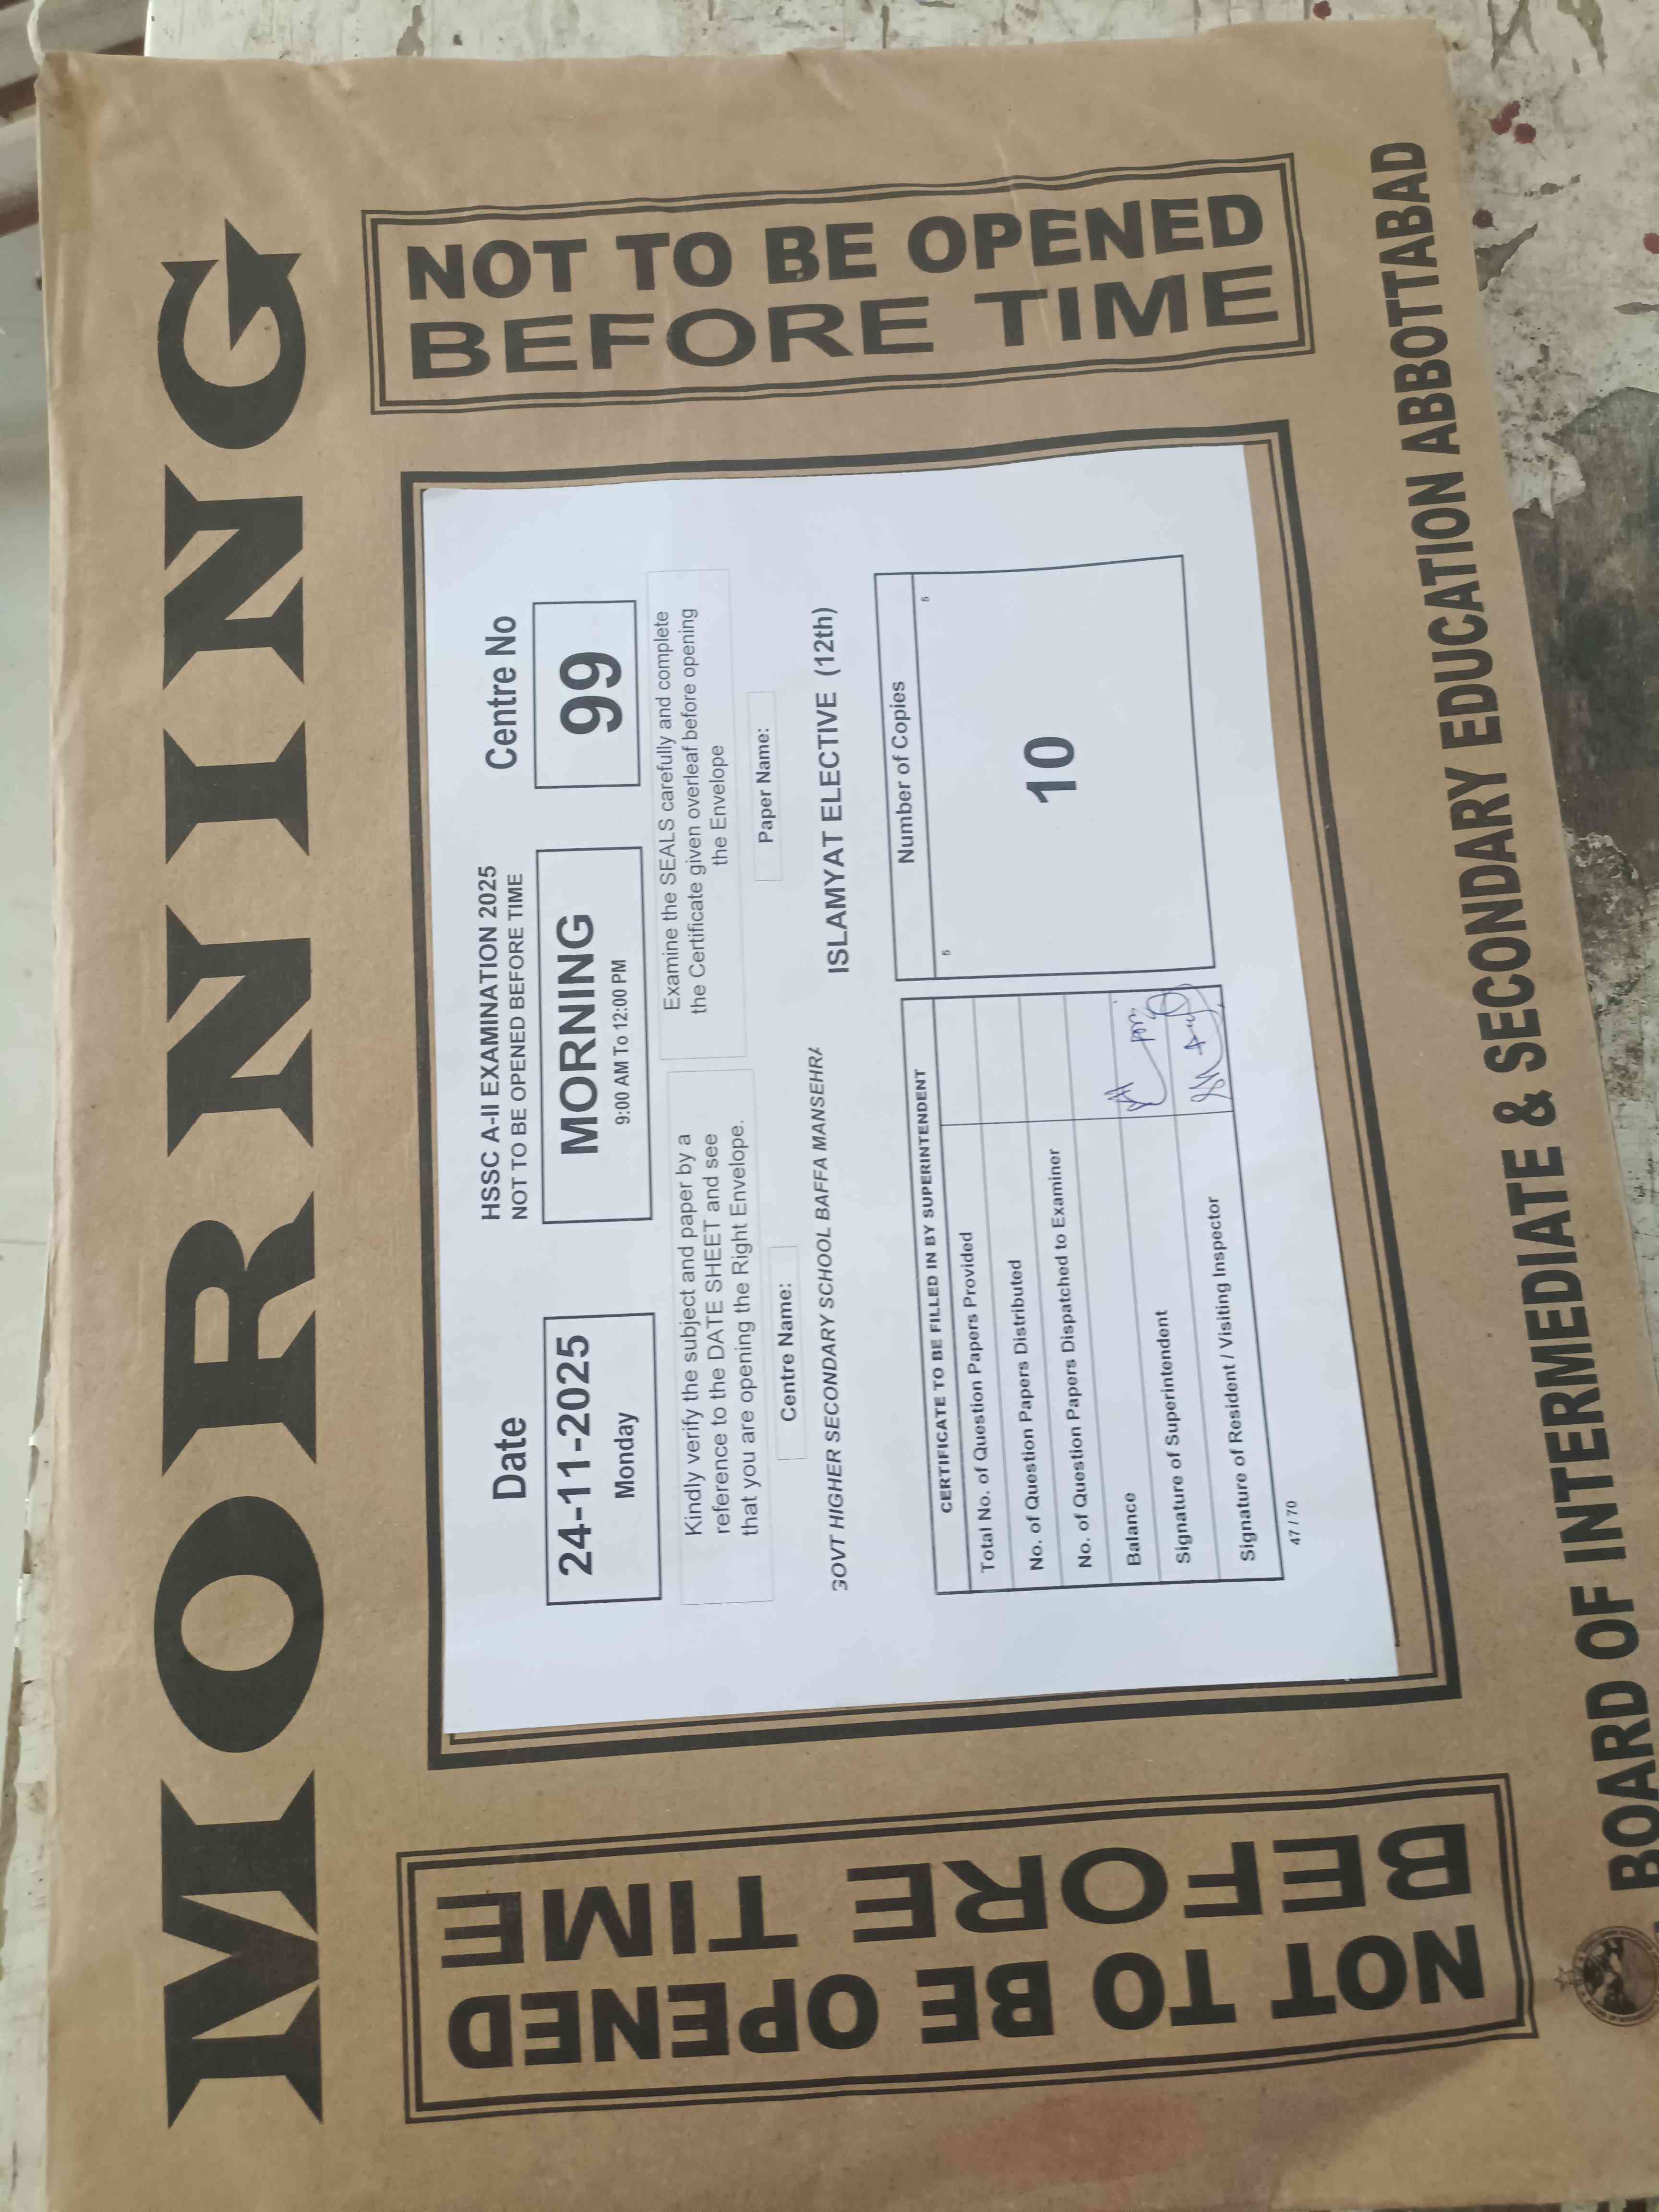 MORNING
NOT TO BE OPENED
BEFORE TIME
HSSC A-II EXAMINATION 2025
NOT TO BE OPENED BEFORE TIME
Date
24-11-2025
Monday
MORNING
9:00 AM To 12:00 PM
Centre No
99
Kindly verify the subject and paper by a
reference to the DATE SHEET and see
that you are opening the Right Envelope.
Examine the SEALS carefully and complete
the Certificate given overleaf before opening
the Envelope
Centre Name:
GOVT HIGHER SECONDARY SCHOOL BAFFA MANSEHRA
Paper Name:
ISLAMYAT ELECTIVE (12th)
CERTIFICATE TO BE FILLED IN BY SUPERINTENDENT
Total No. of Question Papers Provided
No. of Question Papers Distributed
No. of Question Papers Dispatched to Examiner
Balance
Signature of Superintendent
Signature of Resident / Visiting Inspector
47 / 70
Number of Copies
5 5
10
NOT TO BE OPENED
BEFORE TIME
BOARD OF INTERMEDIATE & SECONDARY EDUCATION ABBOTTABAD